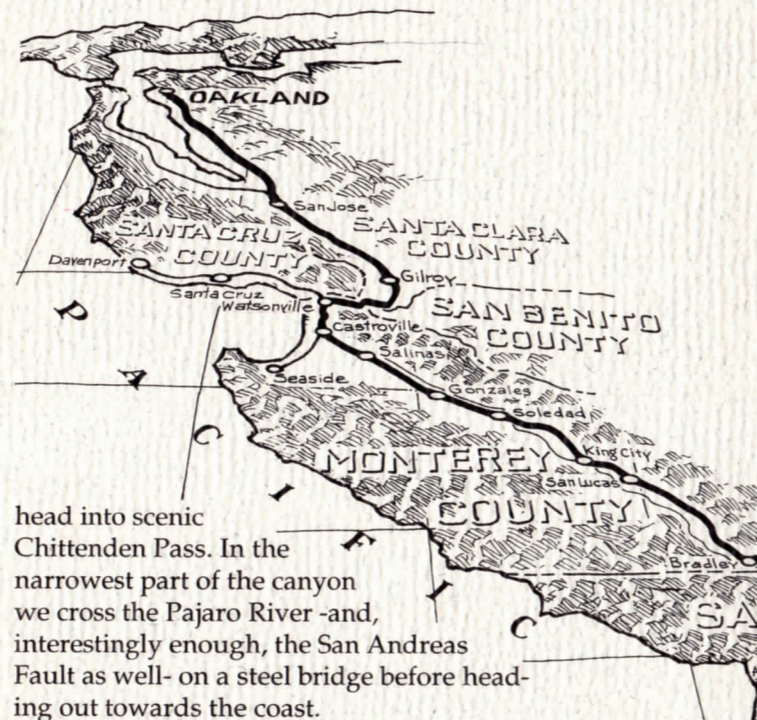 OAKLAND
San Jose
SANTA CLARA
COUNTY
SANTA CRUZ
COUNTY
Davenport
Santa Cruz
Gilroy
Watsonville
SAN BENITO
COUNTY
Castroville
Salinas
Seaside
Gonzales
Soledad
King City
San Lucas
MONTEREY
COUNTY
Bradley
SA
PACIFIC
head into scenic
Chittenden Pass. In the
narrowest part of the canyon
we cross the Pajaro River -and,
interestingly enough, the San Andreas
Fault as well- on a steel bridge before head-
ing out towards the coast.